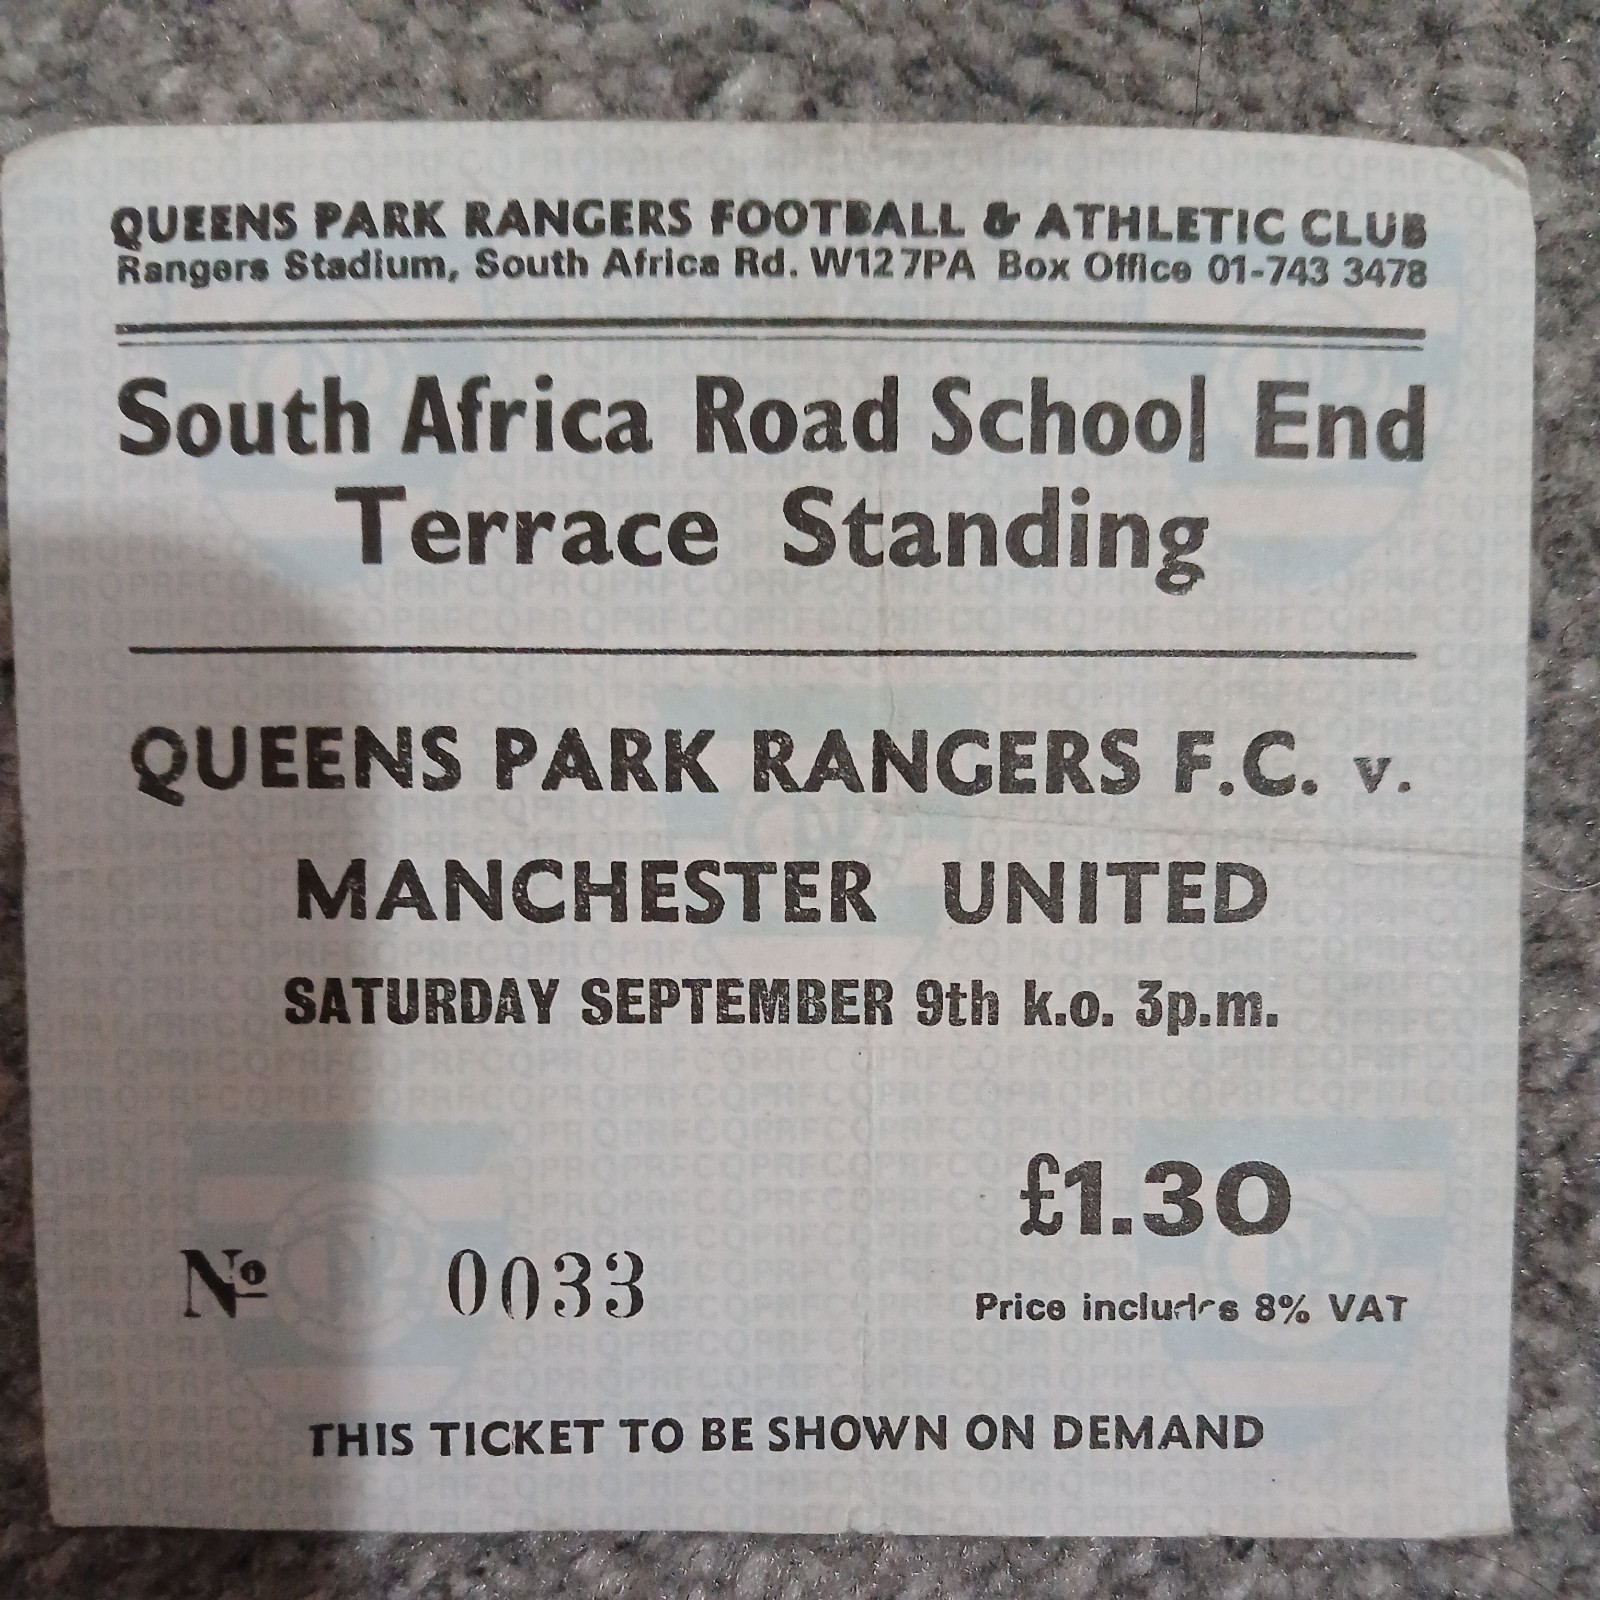 QUEENS PARK RANGERS FOOTBALL & ATHLETIC CLUB
Rangers Stadium, South Africa Rd. W12 7PA Box Office 01-743 3478
South Africa Road School End
Terrace Standing
QUEENS PARK RANGERS F.C. v.
MANCHESTER UNITED
SATURDAY SEPTEMBER 9th k.o. 3p.m.
£1.30
Nº 0033
Price includes 8% VAT
THIS TICKET TO BE SHOWN ON DEMAND